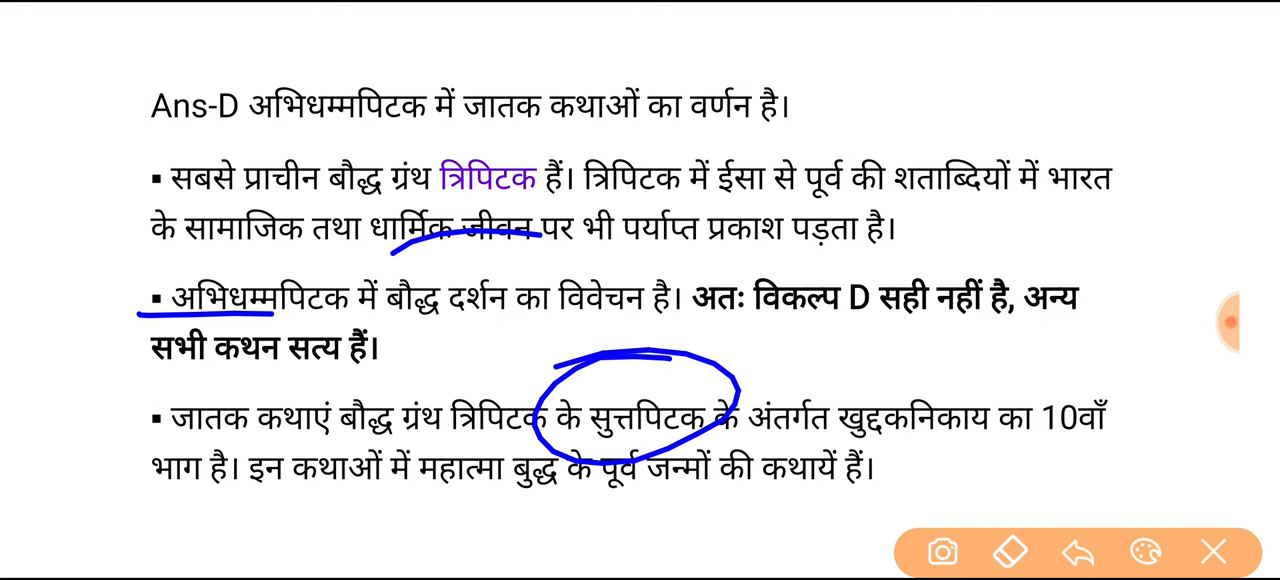 Ans-D अभिधम्मपिटक में जातक कथाओं का वर्णन है।
▪ सबसे प्राचीन बौद्ध ग्रंथ त्रिपिटक हैं। त्रिपिटक में ईसा से पूर्व की शताब्दियों में भारत
के सामाजिक तथा धार्मिक जीवन पर भी पर्याप्त प्रकाश पड़ता है।
▪ अभिधम्मपिटक में बौद्ध दर्शन का विवेचन है। अतः विकल्प D सही नहीं है, अन्य
सभी कथन सत्य हैं।
▪ जातक कथाएं बौद्ध ग्रंथ त्रिपिटक के सुत्तपिटक के अंतर्गत खुद्दकनिकाय का 10वाँ
भाग है। इन कथाओं में महात्मा बुद्ध के पूर्व जन्मों की कथायें हैं।